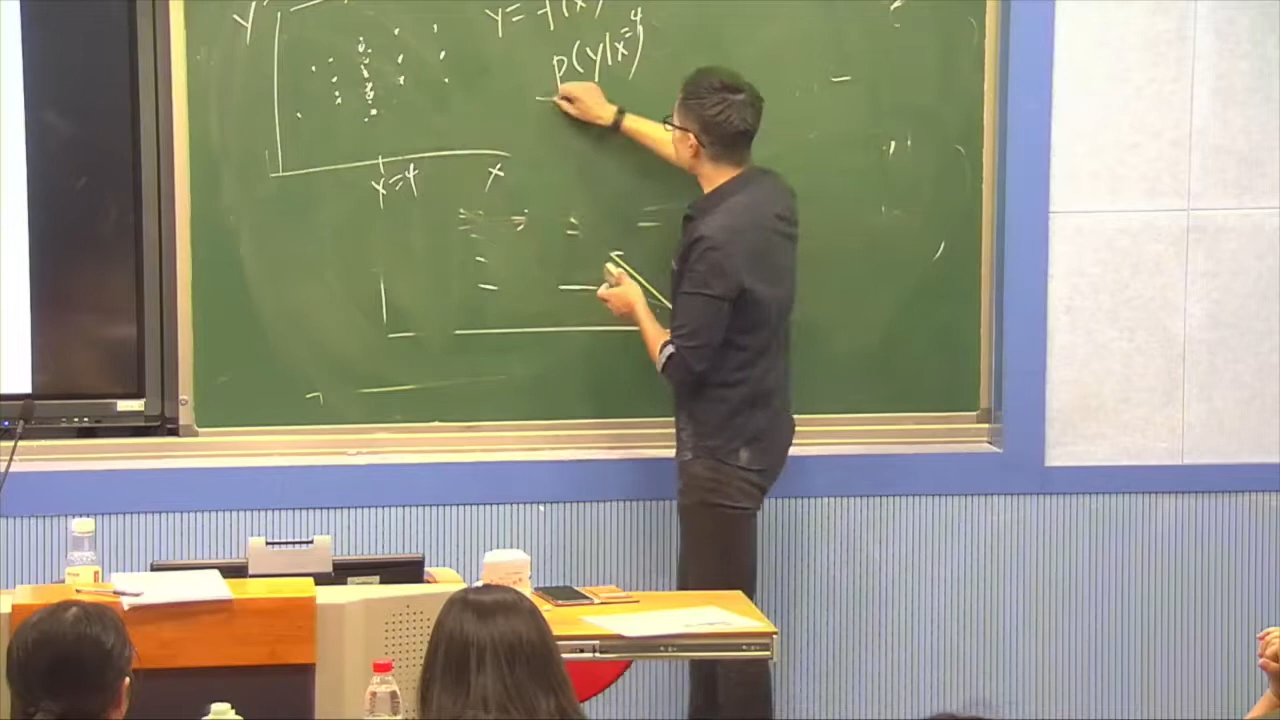 y
y = f(x)
p(y|x=4)
x=4
x